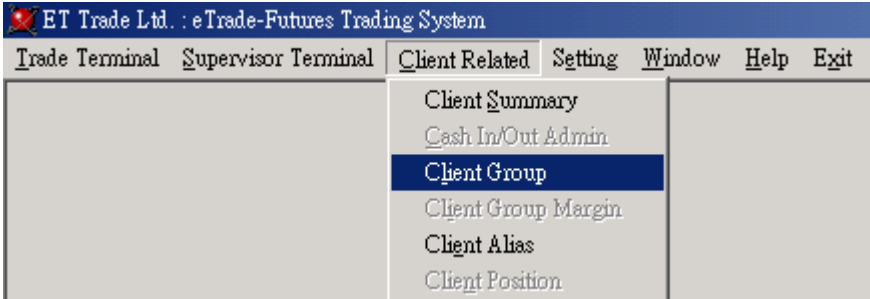 ET Trade Ltd. : eTrade-Futures Trading System
Trade Terminal Supervisor Terminal Client Related Setting Window Help Exit
Client Summary
Cash In/Out Admin
Client Group
Client Group Margin
Client Alias
Client Position